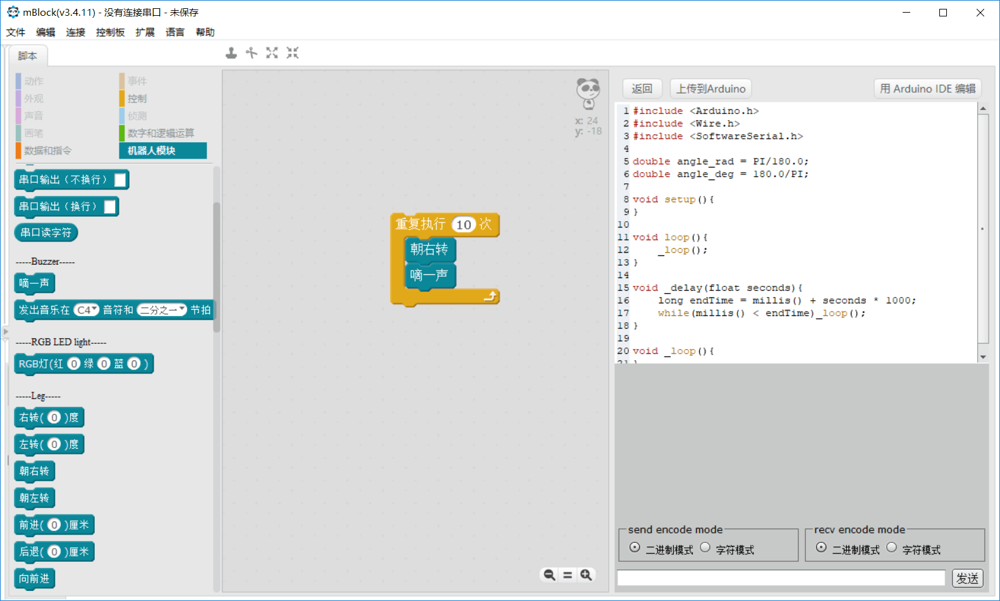 mBlock(v3.4.11) - 没有连接串口 - 未保存
文件 编辑 连接 控制板 扩展 语言 帮助
脚本
动作 事件
外观 控制
声音 侦测
画笔 数字和逻辑运算
数据和指令 机器人模块
串口输出（不换行）
串口输出（换行）
串口读字符
-----Buzzer-----
嘀一声
发出音乐在 C4 音符和 二分之一 节拍
-----RGB LED light-----
RGB灯(红 0 绿 0 蓝 0 )
-----Leg-----
右转( 0 )度
左转( 0 )度
朝右转
朝左转
前进( 0 )厘米
后退( 0 )厘米
向前进
x: 24
y: -18
重复执行 10 次
朝右转
嘀一声
返回 上传到Arduino 用 Arduino IDE 编辑
1 #include <Arduino.h>
2 #include <Wire.h>
3 #include <SoftwareSerial.h>
4
5 double angle_rad = PI/180.0;
6 double angle_deg = 180.0/PI;
7
8 void setup(){
9 }
10
11 void loop(){
12 _loop();
13 }
14
15 void _delay(float seconds){
16 long endTime = millis() + seconds * 1000;
17 while(millis() < endTime)_loop();
18 }
19
20 void _loop(){
21 }
send encode mode
二进制模式 字符模式
recv encode mode
二进制模式 字符模式
发送